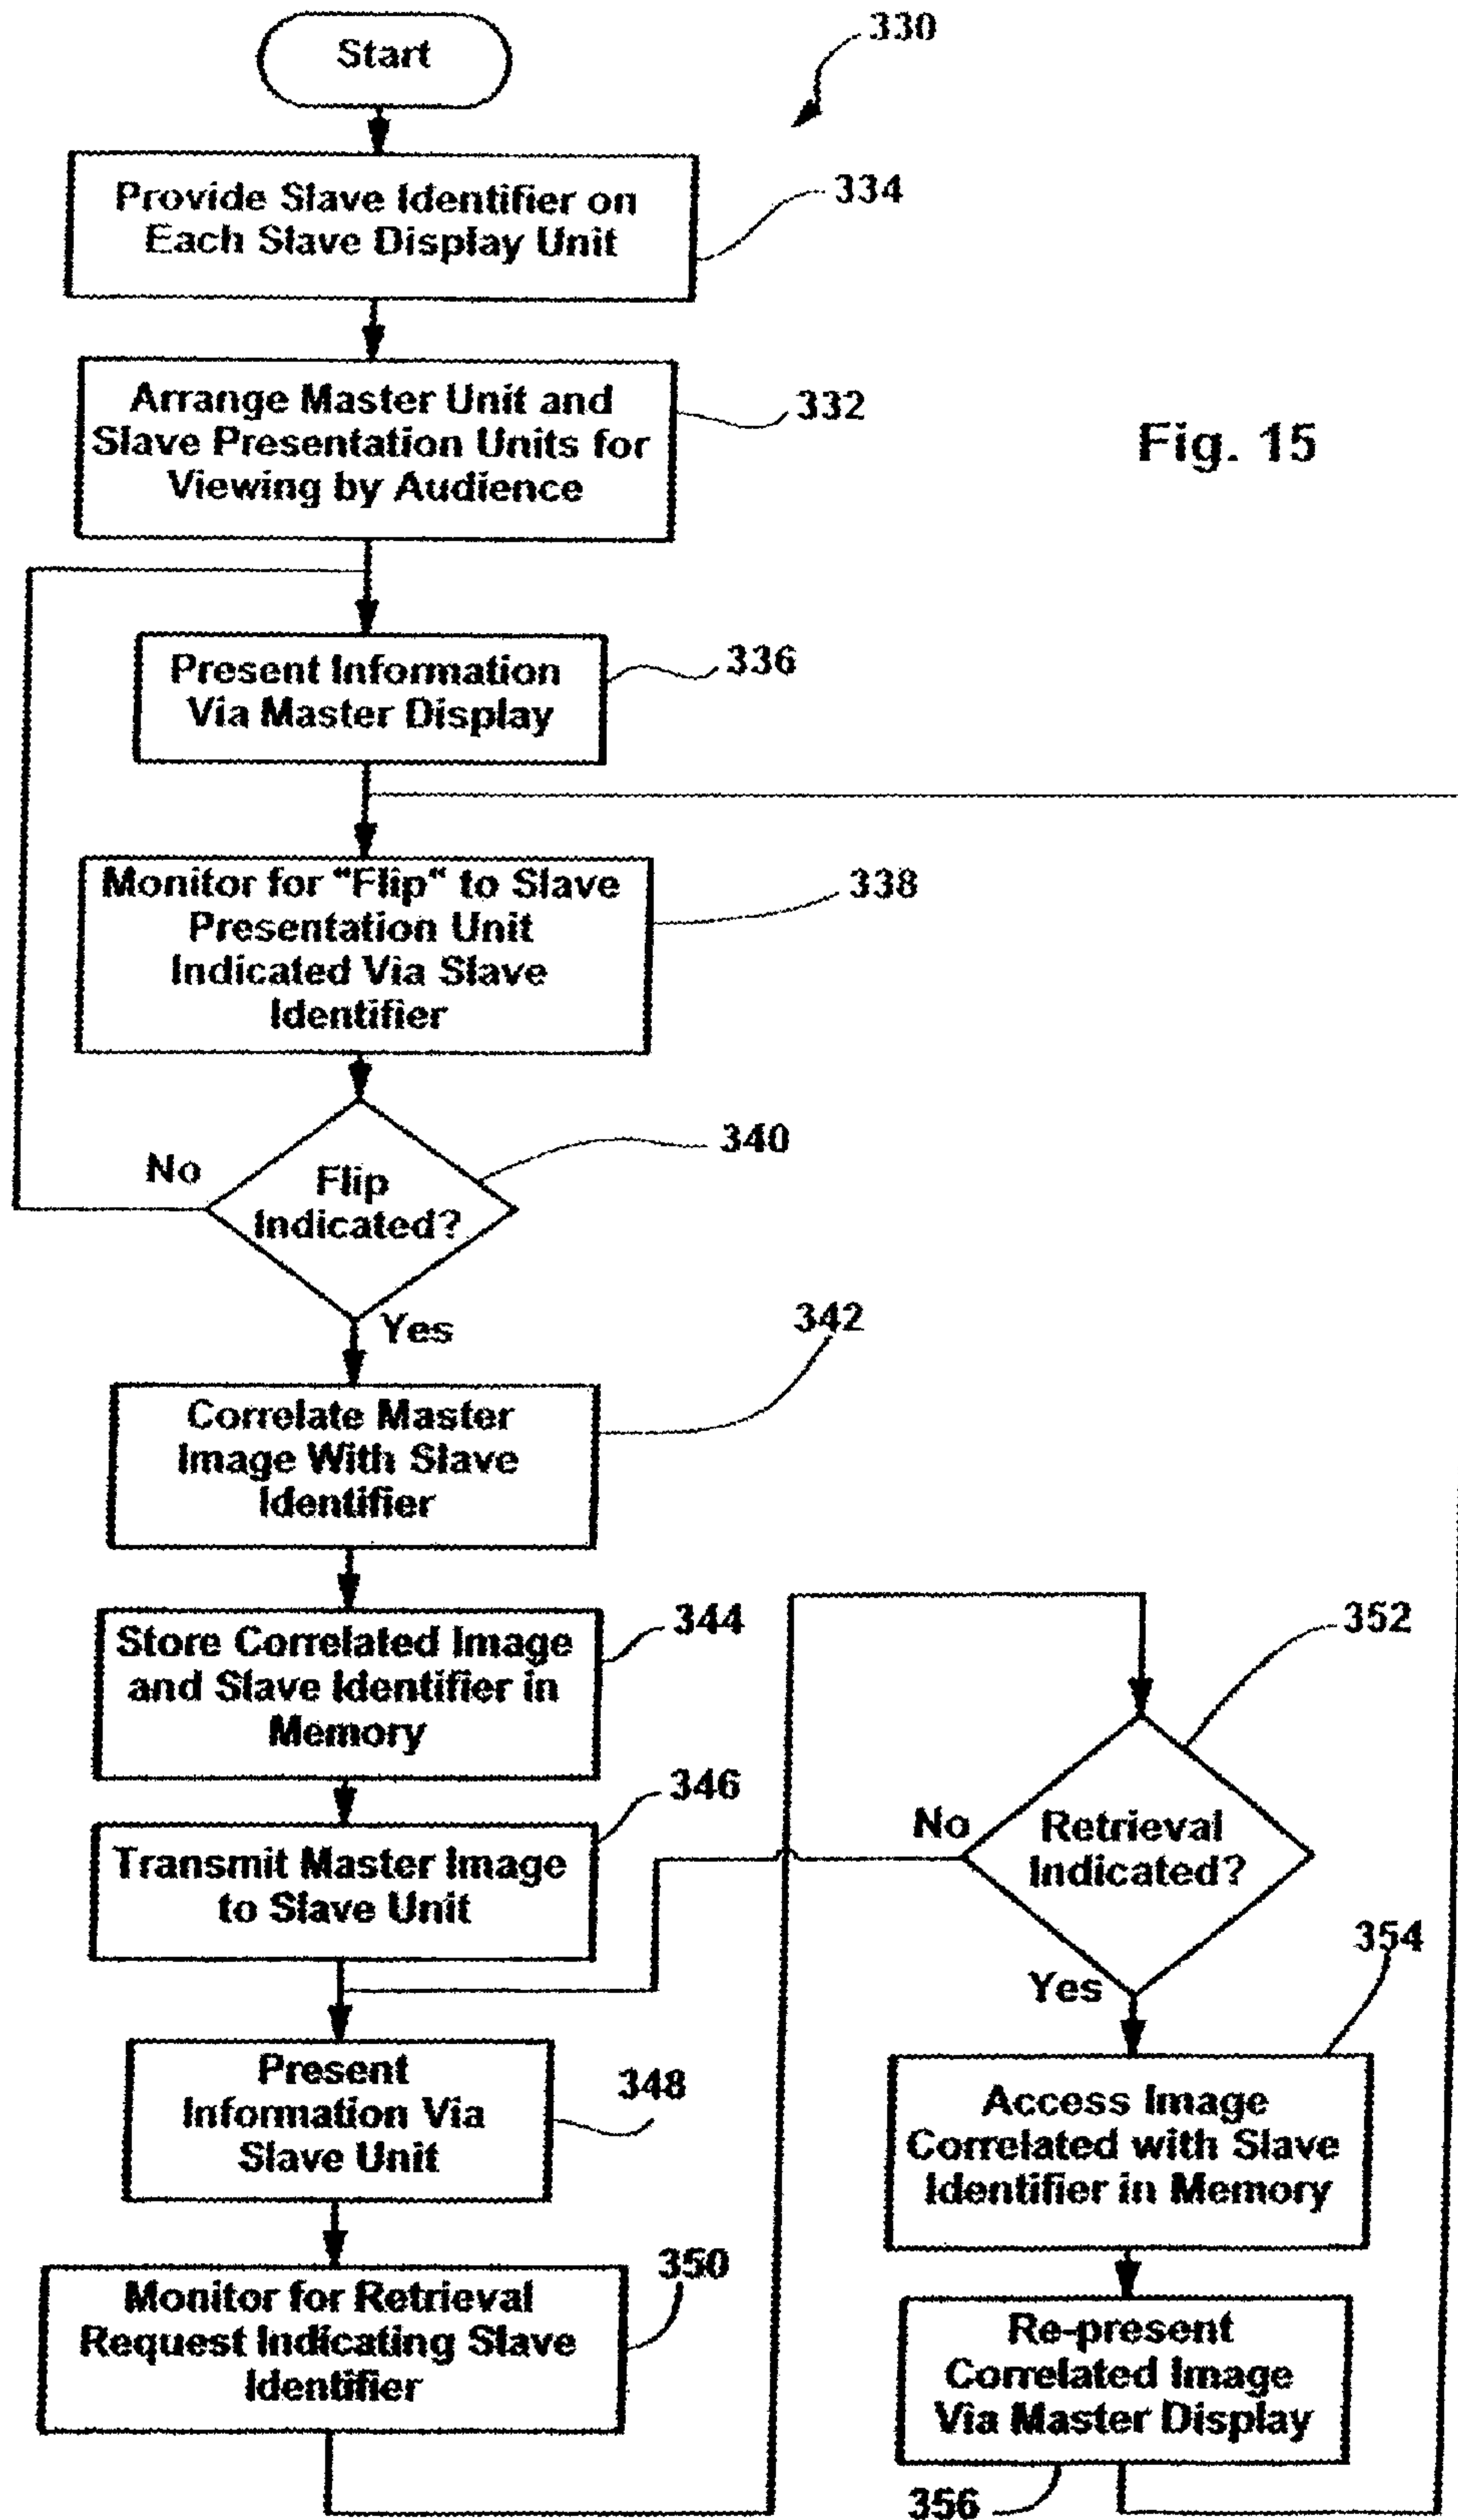 Start
330
Provide Slave Identifier on
Each Slave Display Unit
334
Arrange Master Unit and
Slave Presentation Units for
Viewing by Audience
332
Fig. 15
Present Information
Via Master Display
336
Monitor for "Flip" to Slave
Presentation Unit
Indicated Via Slave
Identifier
338
Flip
Indicated?
340
No
Yes
Correlate Master
Image With Slave
Identifier
342
Store Correlated Image
and Slave Identifier in
Memory
344
Transmit Master Image
to Slave Unit
346
Present
Information Via
Slave Unit
348
Monitor for Retrieval
Request Indicating Slave
Identifier
350
Retrieval
Indicated?
352
No
Yes
Access Image
Correlated with Slave
Identifier in Memory
354
Re-present
Correlated Image
Via Master Display
356